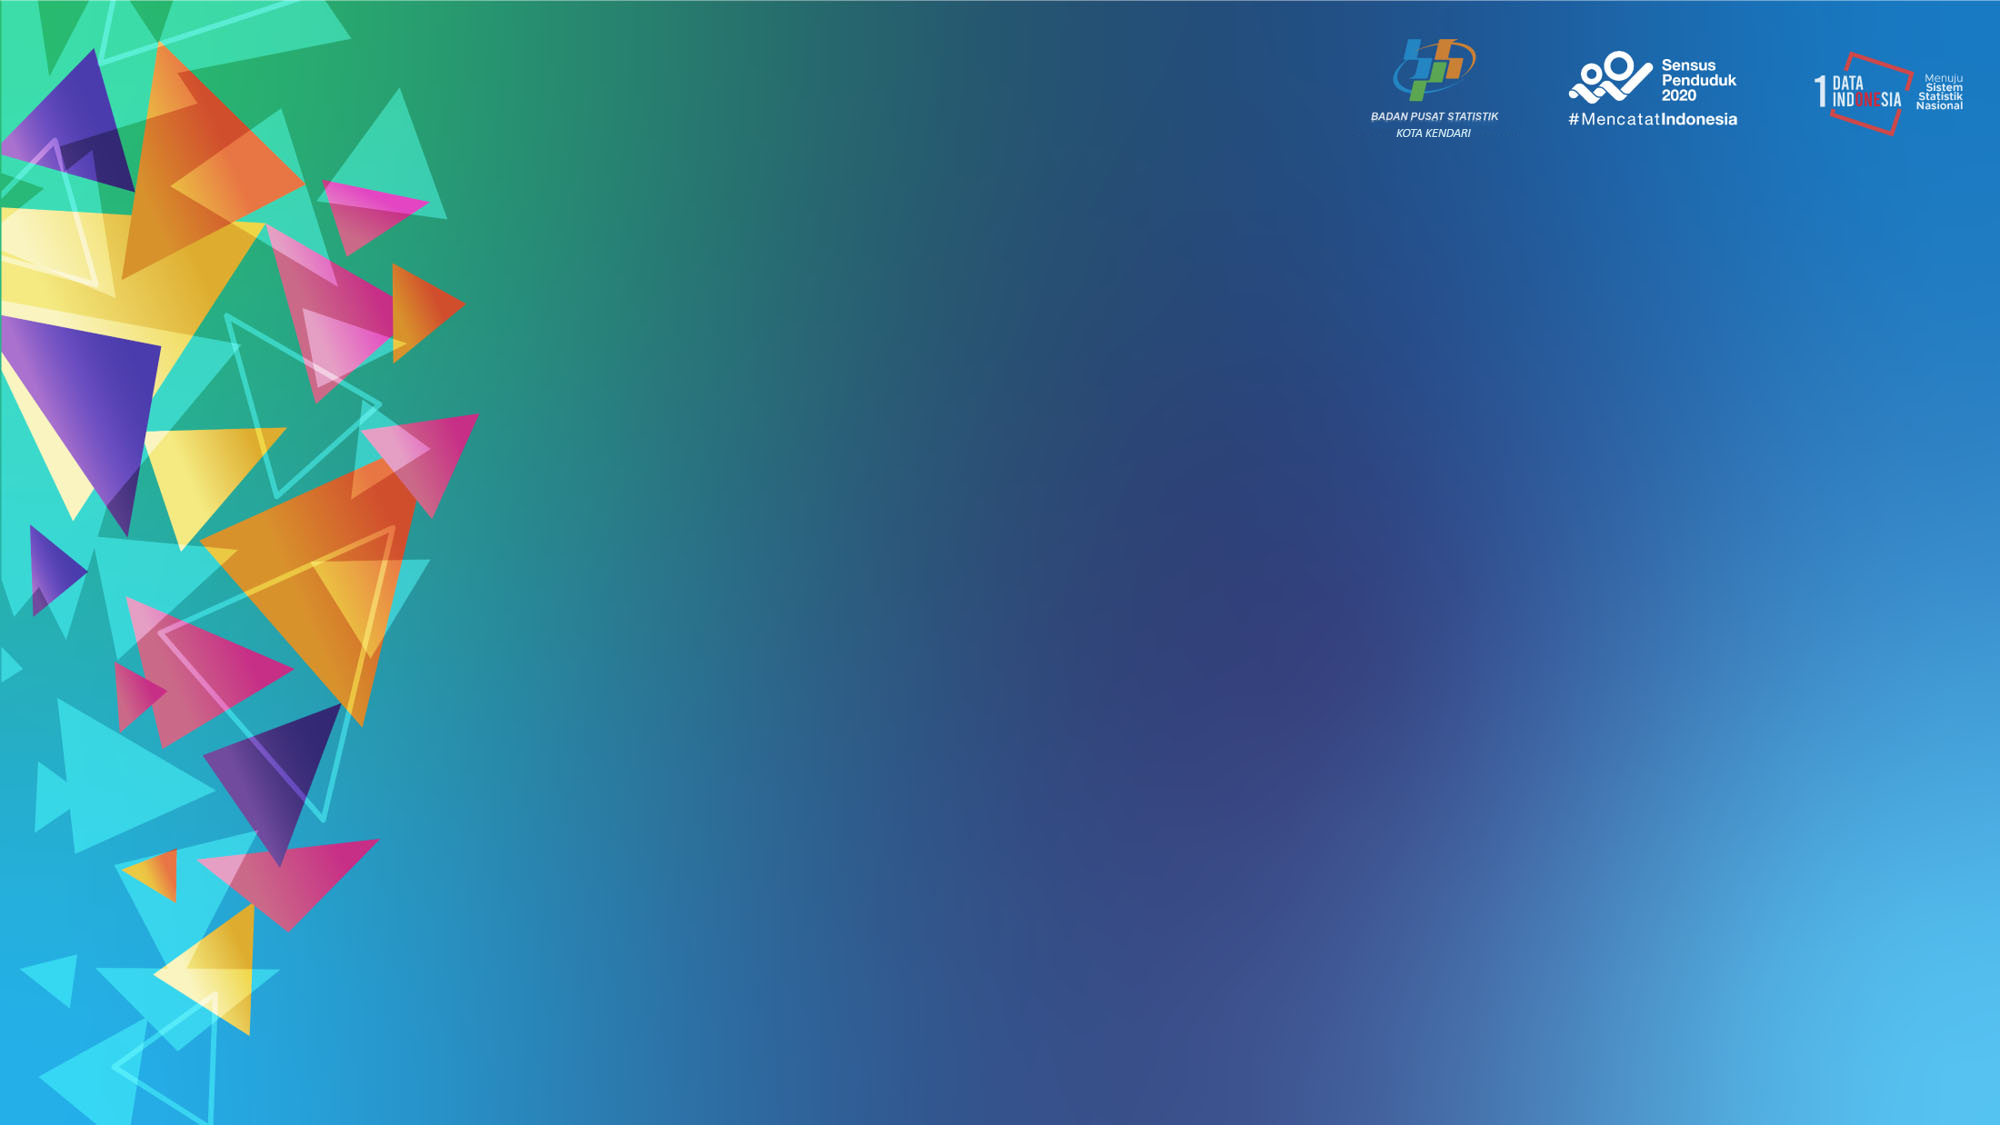 BADAN PUSAT STATISTIK
KOTA KENDARI
Sensus
Penduduk
2020
#MencatatIndonesia
1 DATA
INDONESIA
Menuju
Sistem
Statistik
Nasional